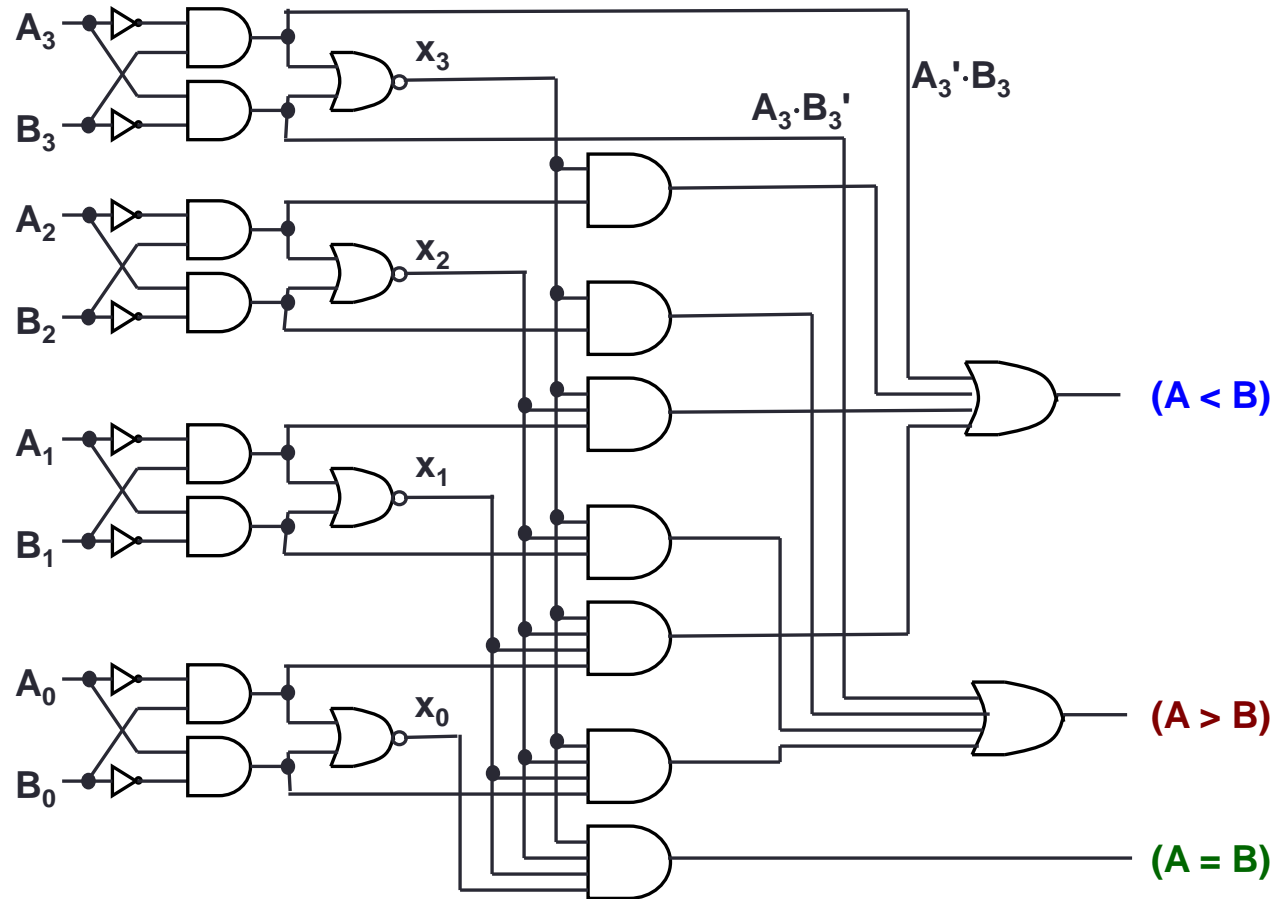 A₃
x₃
A₃'·B₃
A₃·B₃'
B₃
A₂
x₂
B₂
(A < B)
A₁
x₁
B₁
A₀
x₀
(A > B)
B₀
(A = B)